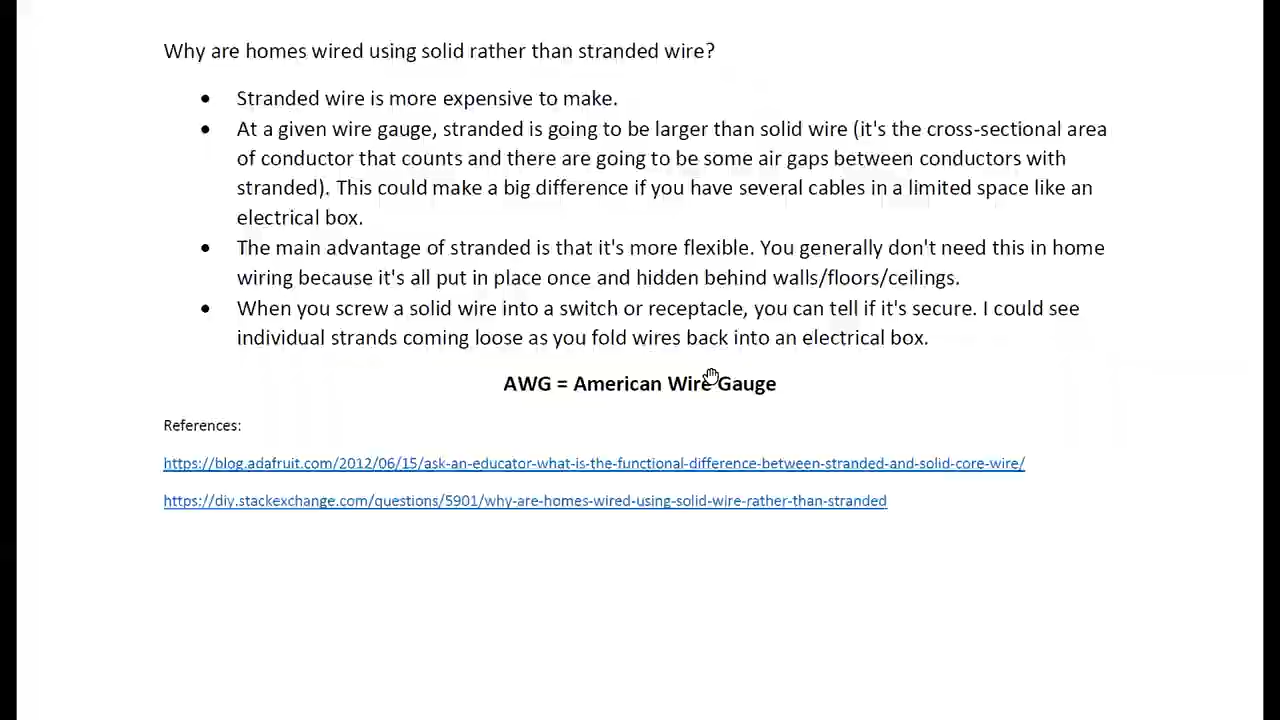 Why are homes wired using solid rather than stranded wire?
• Stranded wire is more expensive to make.
• At a given wire gauge, stranded is going to be larger than solid wire (it's the cross-sectional area
of conductor that counts and there are going to be some air gaps between conductors with
stranded). This could make a big difference if you have several cables in a limited space like an
electrical box.
• The main advantage of stranded is that it's more flexible. You generally don't need this in home
wiring because it's all put in place once and hidden behind walls/floors/ceilings.
• When you screw a solid wire into a switch or receptacle, you can tell if it's secure. I could see
individual strands coming loose as you fold wires back into an electrical box.
AWG = American Wire Gauge
References:
https://blog.adafruit.com/2012/06/15/ask-an-educator-what-is-the-functional-difference-between-stranded-and-solid-core-wire/
https://diy.stackexchange.com/questions/5901/why-are-homes-wired-using-solid-wire-rather-than-stranded